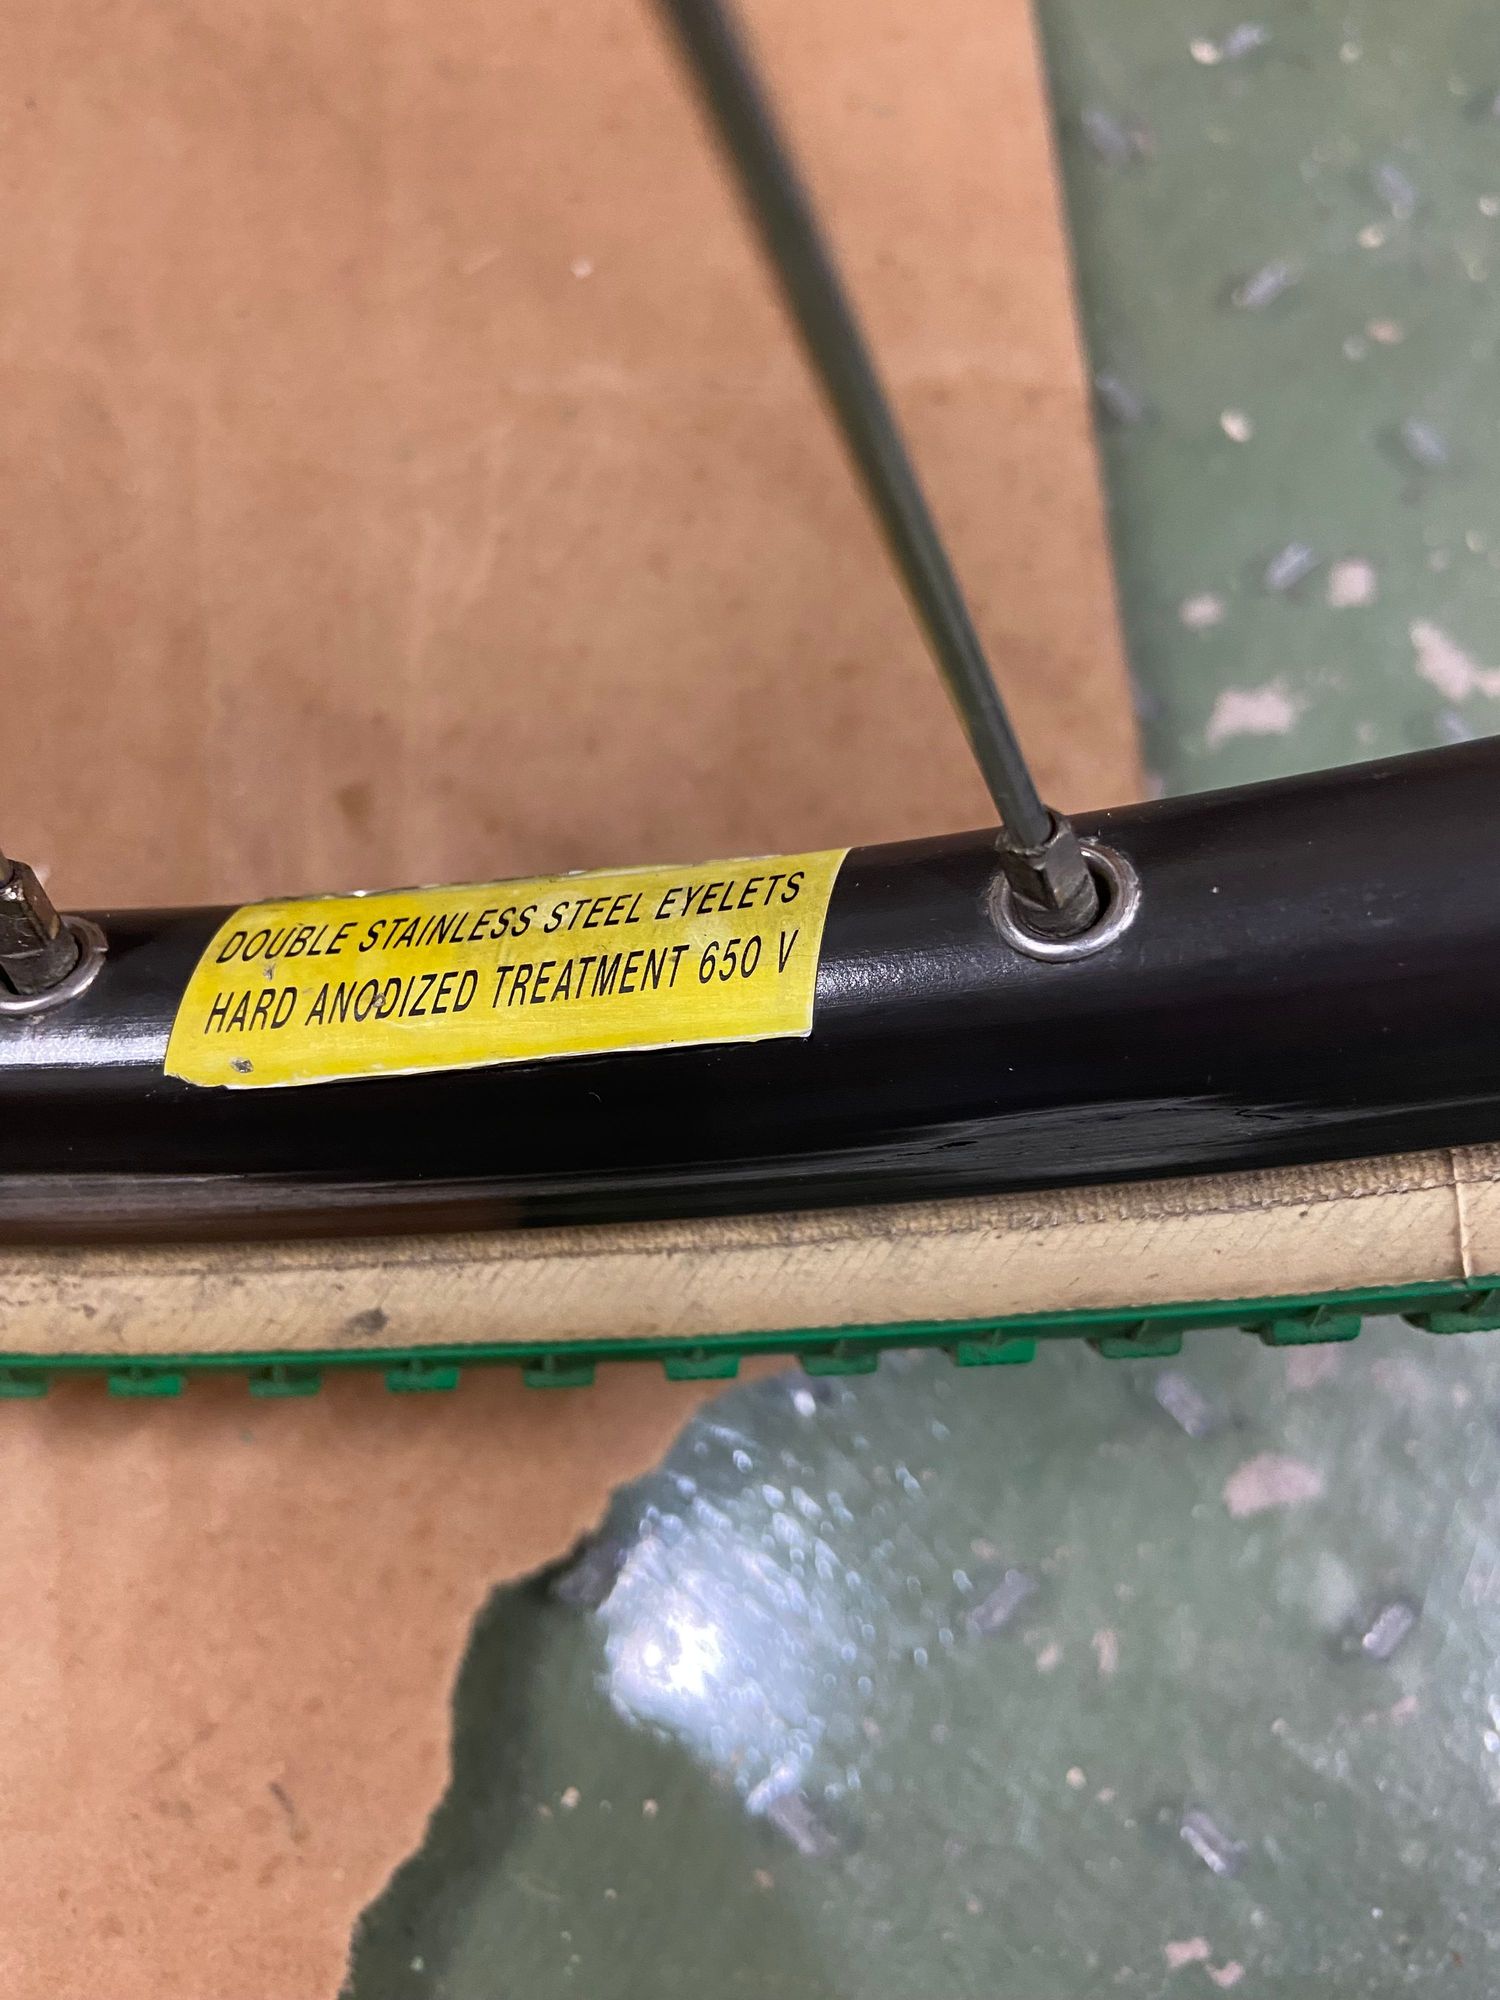 DOUBLE STAINLESS STEEL EYELETS
HARD ANODIZED TREATMENT 650 V